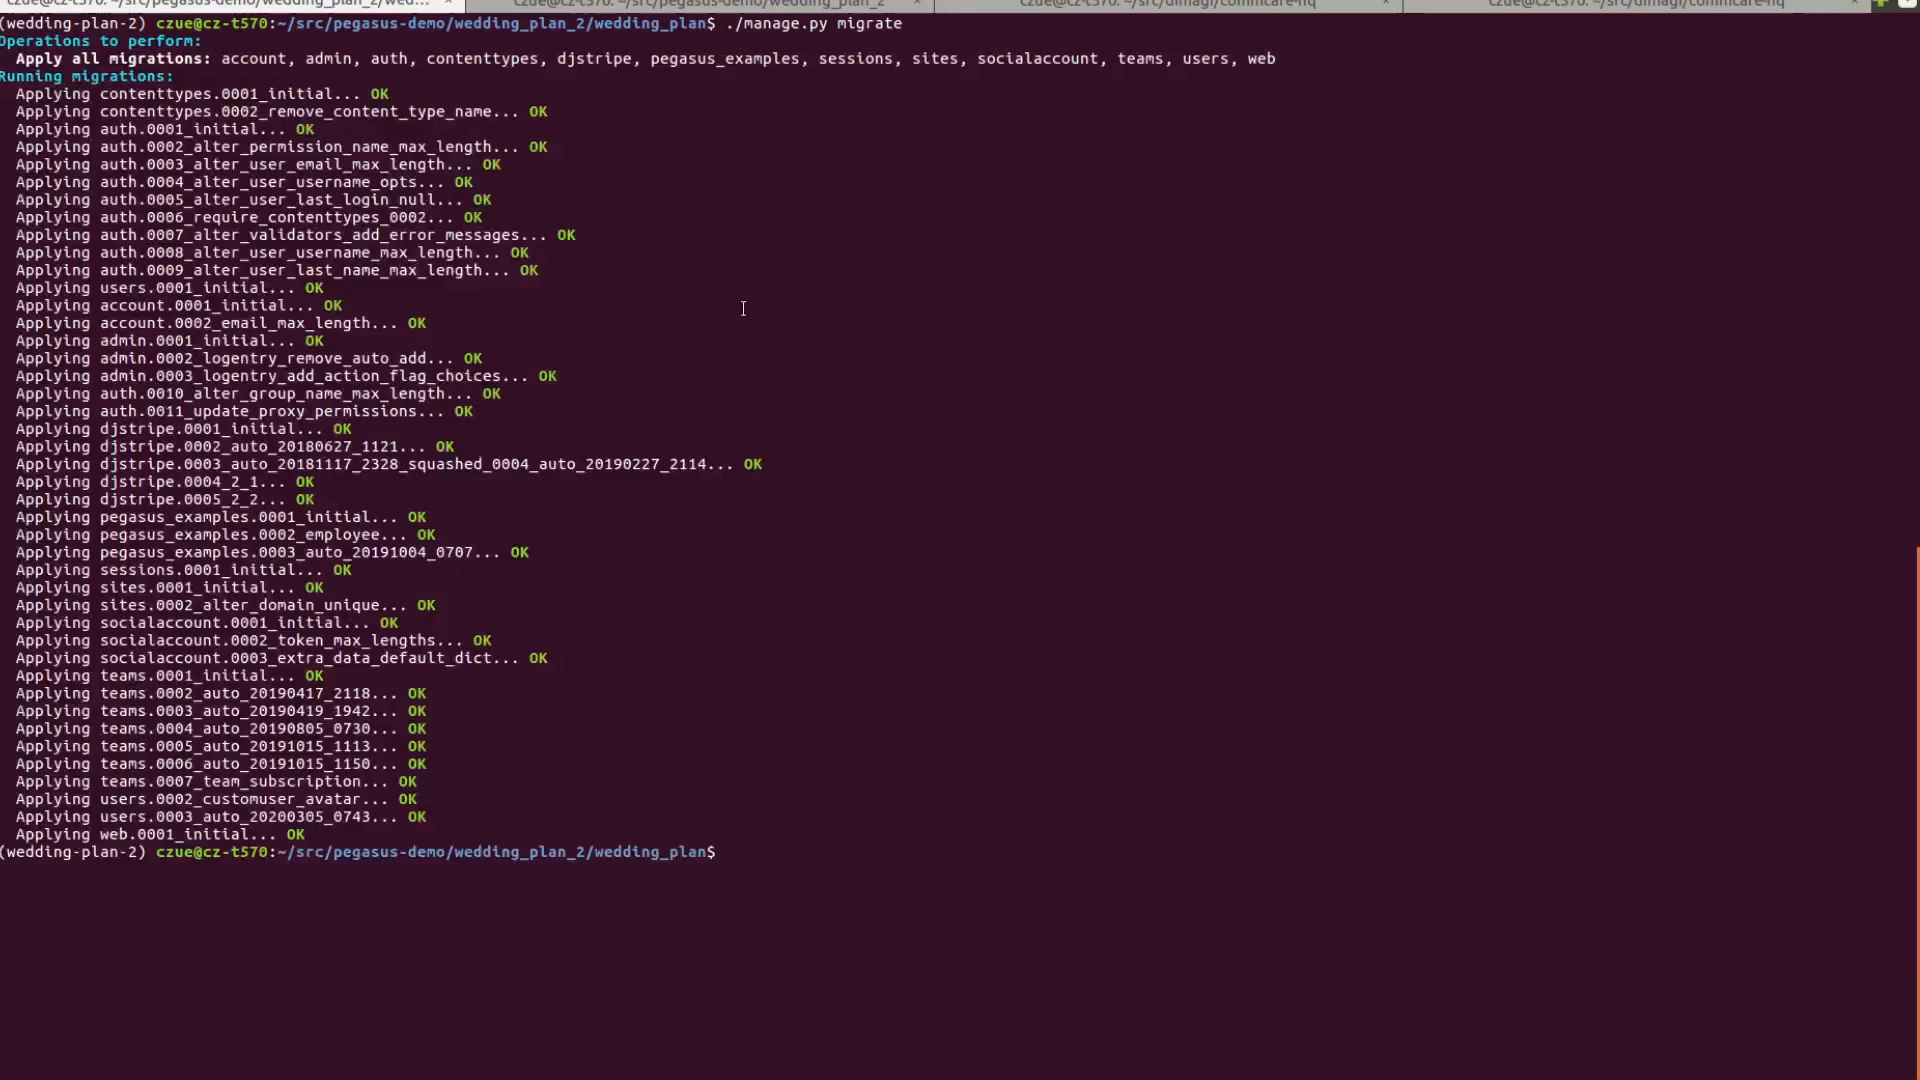 czue@cz-t570: ~/src/pegasus-demo/wedding_plan_2/wed... × czue@cz-t570: ~/src/pegasus-demo/wedding_plan_2 × czue@cz-t570: ~/src/dimagi/commcare-hq × czue@cz-t570: ~/src/dimagi/commcare-hq ×
(wedding-plan-2) czue@cz-t570:~/src/pegasus-demo/wedding_plan_2/wedding_plan$ ./manage.py migrate
Operations to perform:
  Apply all migrations: account, admin, auth, contenttypes, djstripe, pegasus_examples, sessions, sites, socialaccount, teams, users, web
Running migrations:
  Applying contenttypes.0001_initial... OK
  Applying contenttypes.0002_remove_content_type_name... OK
  Applying auth.0001_initial... OK
  Applying auth.0002_alter_permission_name_max_length... OK
  Applying auth.0003_alter_user_email_max_length... OK
  Applying auth.0004_alter_user_username_opts... OK
  Applying auth.0005_alter_user_last_login_null... OK
  Applying auth.0006_require_contenttypes_0002... OK
  Applying auth.0007_alter_validators_add_error_messages... OK
  Applying auth.0008_alter_user_username_max_length... OK
  Applying auth.0009_alter_user_last_name_max_length... OK
  Applying users.0001_initial... OK
  Applying account.0001_initial... OK
  Applying account.0002_email_max_length... OK
  Applying admin.0001_initial... OK
  Applying admin.0002_logentry_remove_auto_add... OK
  Applying admin.0003_logentry_add_action_flag_choices... OK
  Applying auth.0010_alter_group_name_max_length... OK
  Applying auth.0011_update_proxy_permissions... OK
  Applying djstripe.0001_initial... OK
  Applying djstripe.0002_auto_20180627_1121... OK
  Applying djstripe.0003_auto_20181117_2328_squashed_0004_auto_20190227_2114... OK
  Applying djstripe.0004_2_1... OK
  Applying djstripe.0005_2_2... OK
  Applying pegasus_examples.0001_initial... OK
  Applying pegasus_examples.0002_employee... OK
  Applying pegasus_examples.0003_auto_20191004_0707... OK
  Applying sessions.0001_initial... OK
  Applying sites.0001_initial... OK
  Applying sites.0002_alter_domain_unique... OK
  Applying socialaccount.0001_initial... OK
  Applying socialaccount.0002_token_max_lengths... OK
  Applying socialaccount.0003_extra_data_default_dict... OK
  Applying teams.0001_initial... OK
  Applying teams.0002_auto_20190417_2118... OK
  Applying teams.0003_auto_20190419_1942... OK
  Applying teams.0004_auto_20190805_0730... OK
  Applying teams.0005_auto_20191015_1113... OK
  Applying teams.0006_auto_20191015_1150... OK
  Applying teams.0007_team_subscription... OK
  Applying users.0002_customuser_avatar... OK
  Applying users.0003_auto_20200305_0743... OK
  Applying web.0001_initial... OK
(wedding-plan-2) czue@cz-t570:~/src/pegasus-demo/wedding_plan_2/wedding_plan$